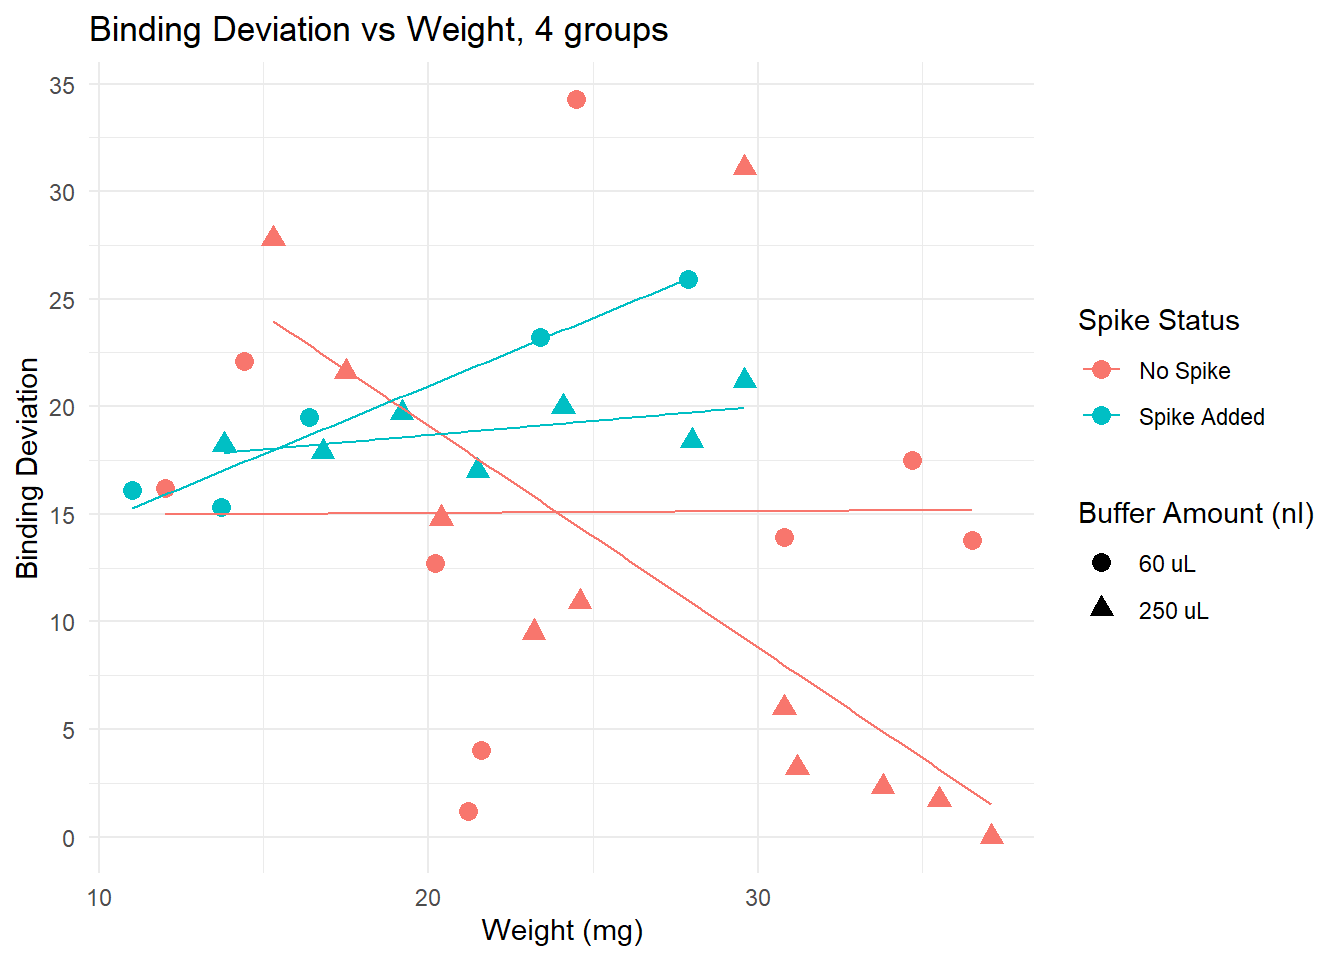 Binding Deviation vs Weight, 4 groups
Binding Deviation
35
30
25
20
15
10
5
0
10 20 30
Weight (mg)
Spike Status
No Spike
Spike Added
Buffer Amount (nl)
60 uL
250 uL